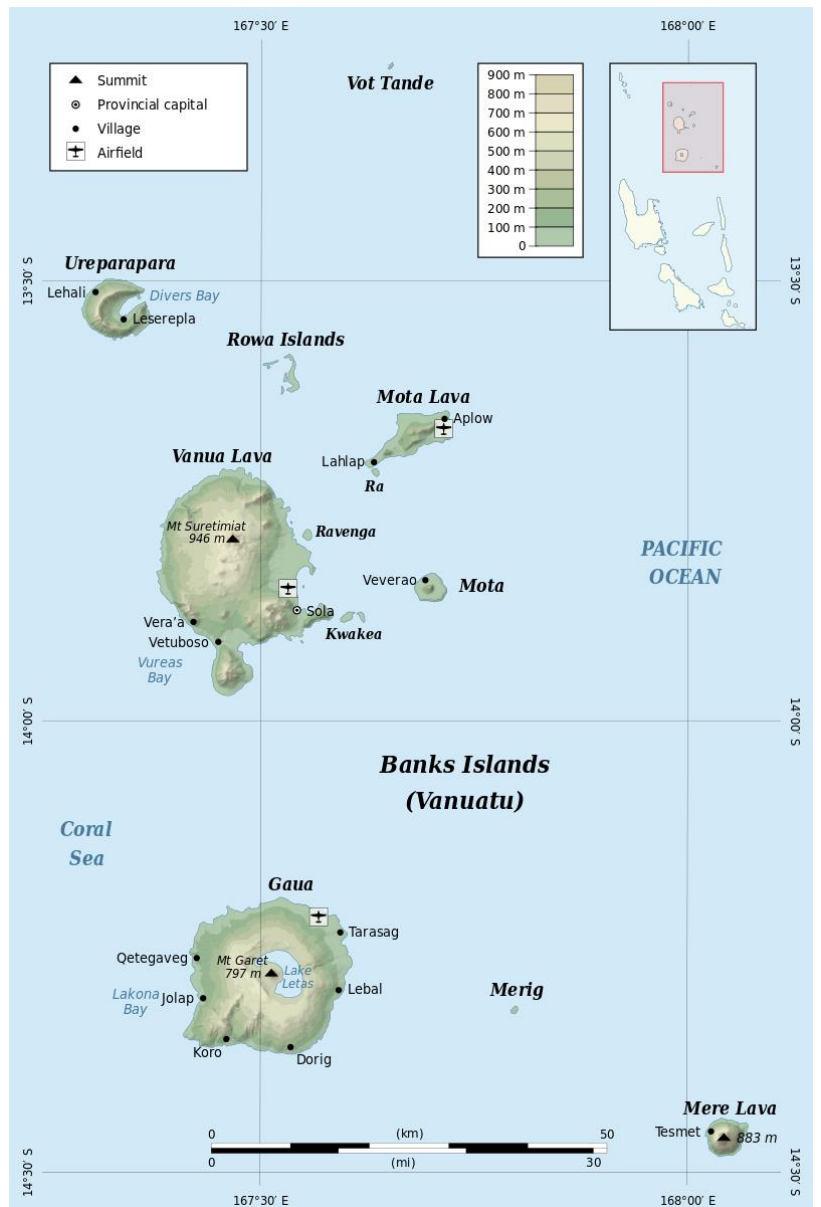 167°30′ E
168°00′ E
Summit
Provincial capital
Village
Airfield
Vot Tande
900 m
800 m
700 m
600 m
500 m
400 m
300 m
200 m
100 m
0
13°30′ S
13°30′ S
Ureparapara
Lehali
Divers Bay
Leserepla
Rowa Islands
Mota Lava
Aplow
Lahlap
Ra
Vanua Lava
Mt Suretimiat
946 m
Ravenga
PACIFIC
OCEAN
Veverao
Mota
Sola
Kwakea
Vera’a
Vetuboso
Vureas
Bay
14°00′ S
14°00′ S
Banks Islands
(Vanuatu)
Coral
Sea
Gaua
Tarasag
Qetegaveg
Mt Garet
797 m
Lake
Letas
Lakona
Bay
Jolap
Lebal
Merig
Koro
Dorig
Mere Lava
Tesmet
883 m
0
(km)
50
0
(mi)
30
14°30′ S
14°30′ S
167°30′ E
168°00′ E